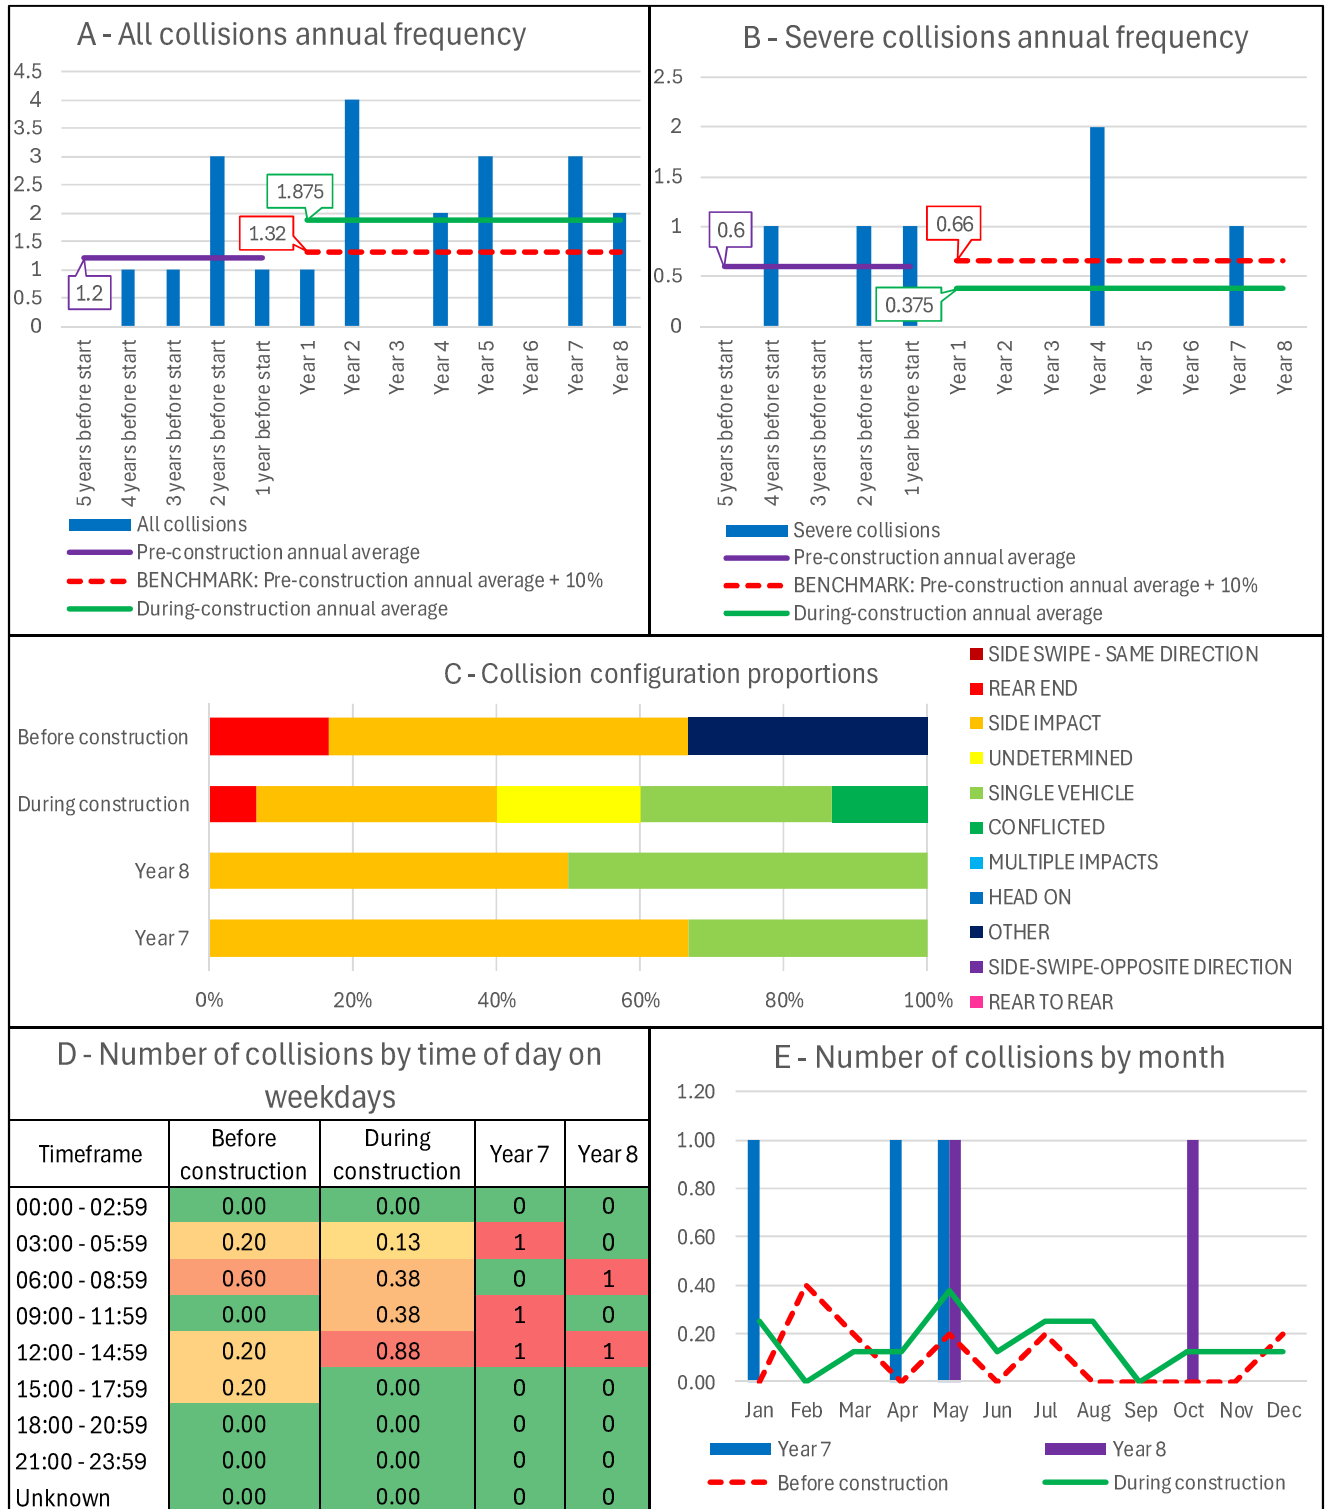 A - All collisions annual frequency
4.5
4
3.5
3
2.5
2
1.5
1
0.5
0
1.2
1.32
1.875
5 years before start
4 years before start
3 years before start
2 years before start
1 year before start
Year 1
Year 2
Year 3
Year 4
Year 5
Year 6
Year 7
Year 8
All collisions
Pre-construction annual average
BENCHMARK: Pre-construction annual average + 10%
During-construction annual average
B - Severe collisions annual frequency
2.5
2
1.5
1
0.5
0
0.6
0.66
0.375
5 years before start
4 years before start
3 years before start
2 years before start
1 year before start
Year 1
Year 2
Year 3
Year 4
Year 5
Year 6
Year 7
Year 8
Severe collisions
Pre-construction annual average
BENCHMARK: Pre-construction annual average + 10%
During-construction annual average
C - Collision configuration proportions
Before construction
During construction
Year 8
Year 7
0% 20% 40% 60% 80% 100%
SIDE SWIPE - SAME DIRECTION
REAR END
SIDE IMPACT
UNDETERMINED
SINGLE VEHICLE
CONFLICTED
MULTIPLE IMPACTS
HEAD ON
OTHER
SIDE-SWIPE-OPPOSITE DIRECTION
REAR TO REAR
D - Number of collisions by time of day on
weekdays
Timeframe Before construction During construction Year 7 Year 8
00:00 - 02:59 0.00 0.00 0 0
03:00 - 05:59 0.20 0.13 1 0
06:00 - 08:59 0.60 0.38 0 1
09:00 - 11:59 0.00 0.38 1 0
12:00 - 14:59 0.20 0.88 1 1
15:00 - 17:59 0.20 0.00 0 0
18:00 - 20:59 0.00 0.00 0 0
21:00 - 23:59 0.00 0.00 0 0
Unknown 0.00 0.00 0 0
E - Number of collisions by month
1.20
1.00
0.80
0.60
0.40
0.20
0.00
Jan Feb Mar Apr May Jun Jul Aug Sep Oct Nov Dec
Year 7 Year 8
Before construction During construction